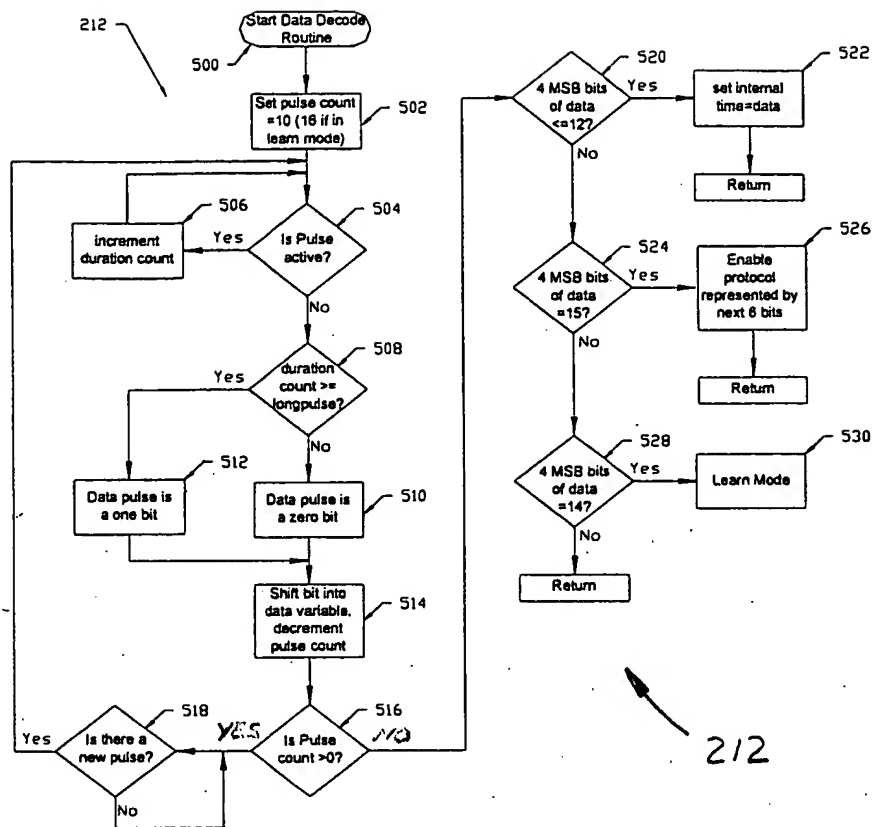 212
Start Data Decode
Routine
500
Set pulse count
=10 (16 if in
learn mode)
502
506
increment
duration count
Yes
504
Is Pulse
active?
No
508
duration
count >=
longpulse?
Yes
No
512
Data pulse is
a one bit
510
Data pulse is
a zero bit
Shift bit into
data variable,
decrement
pulse count
514
518
Is there a
new pulse?
Yes
No
YES
516
Is Pulse
count >0?
NO
520
4 MSB bits
of data
<=12?
Yes
No
522
set internal
time=data
Return
524
4 MSB bits
of data
=15?
Yes
No
526
Enable
protocol
represented by
next 6 bits
Return
528
4 MSB bits
of data
=14?
Yes
No
530
Learn Mode
Return
212